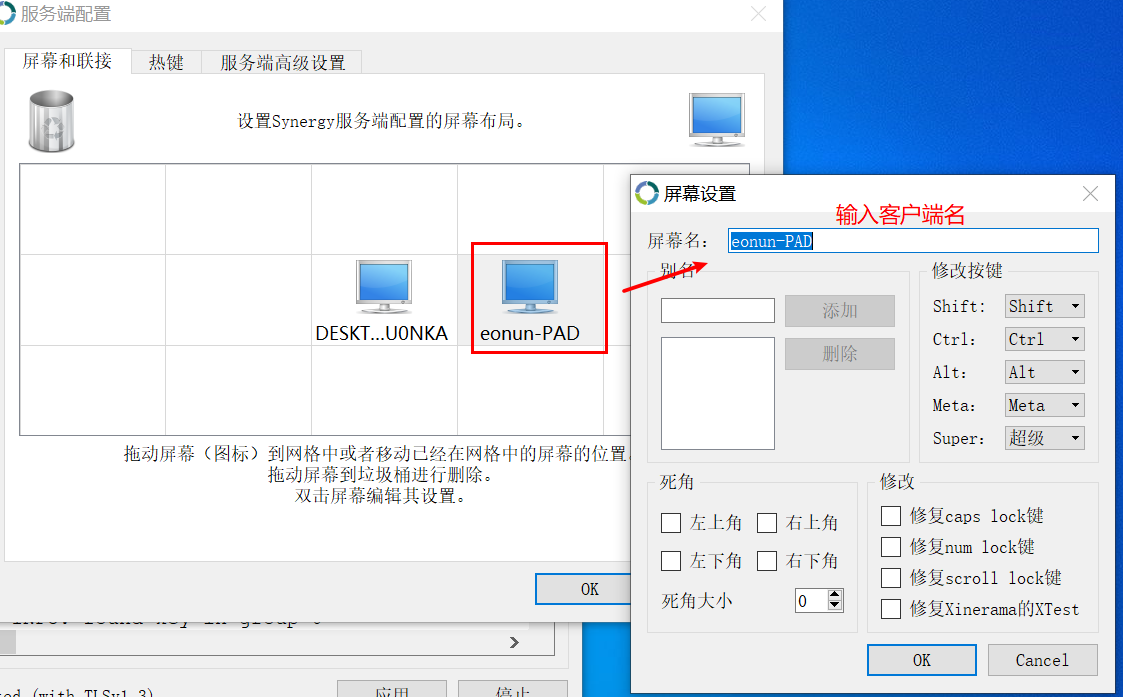 服务端配置
屏幕和联接
热键
服务端高级设置
设置Synergy服务端配置的屏幕布局。
DESKT...U0NKA
eonun-PAD
拖动屏幕（图标）到网格中或者移动已经在网格中的屏幕的位置。
拖动屏幕到垃圾桶进行删除。
双击屏幕编辑其设置。
OK
(with TLSv1.3)
应用
停止
屏幕设置
输入客户端名
屏幕名：
eonun-PAD
别名
添加
删除
修改按键
Shift:
Shift
Ctrl:
Ctrl
Alt:
Alt
Meta:
Meta
Super:
超级
死角
左上角
右上角
左下角
右下角
死角大小
0
修改
修复caps lock键
修复num lock键
修复scroll lock键
修复Xinerama的XTest
OK
Cancel